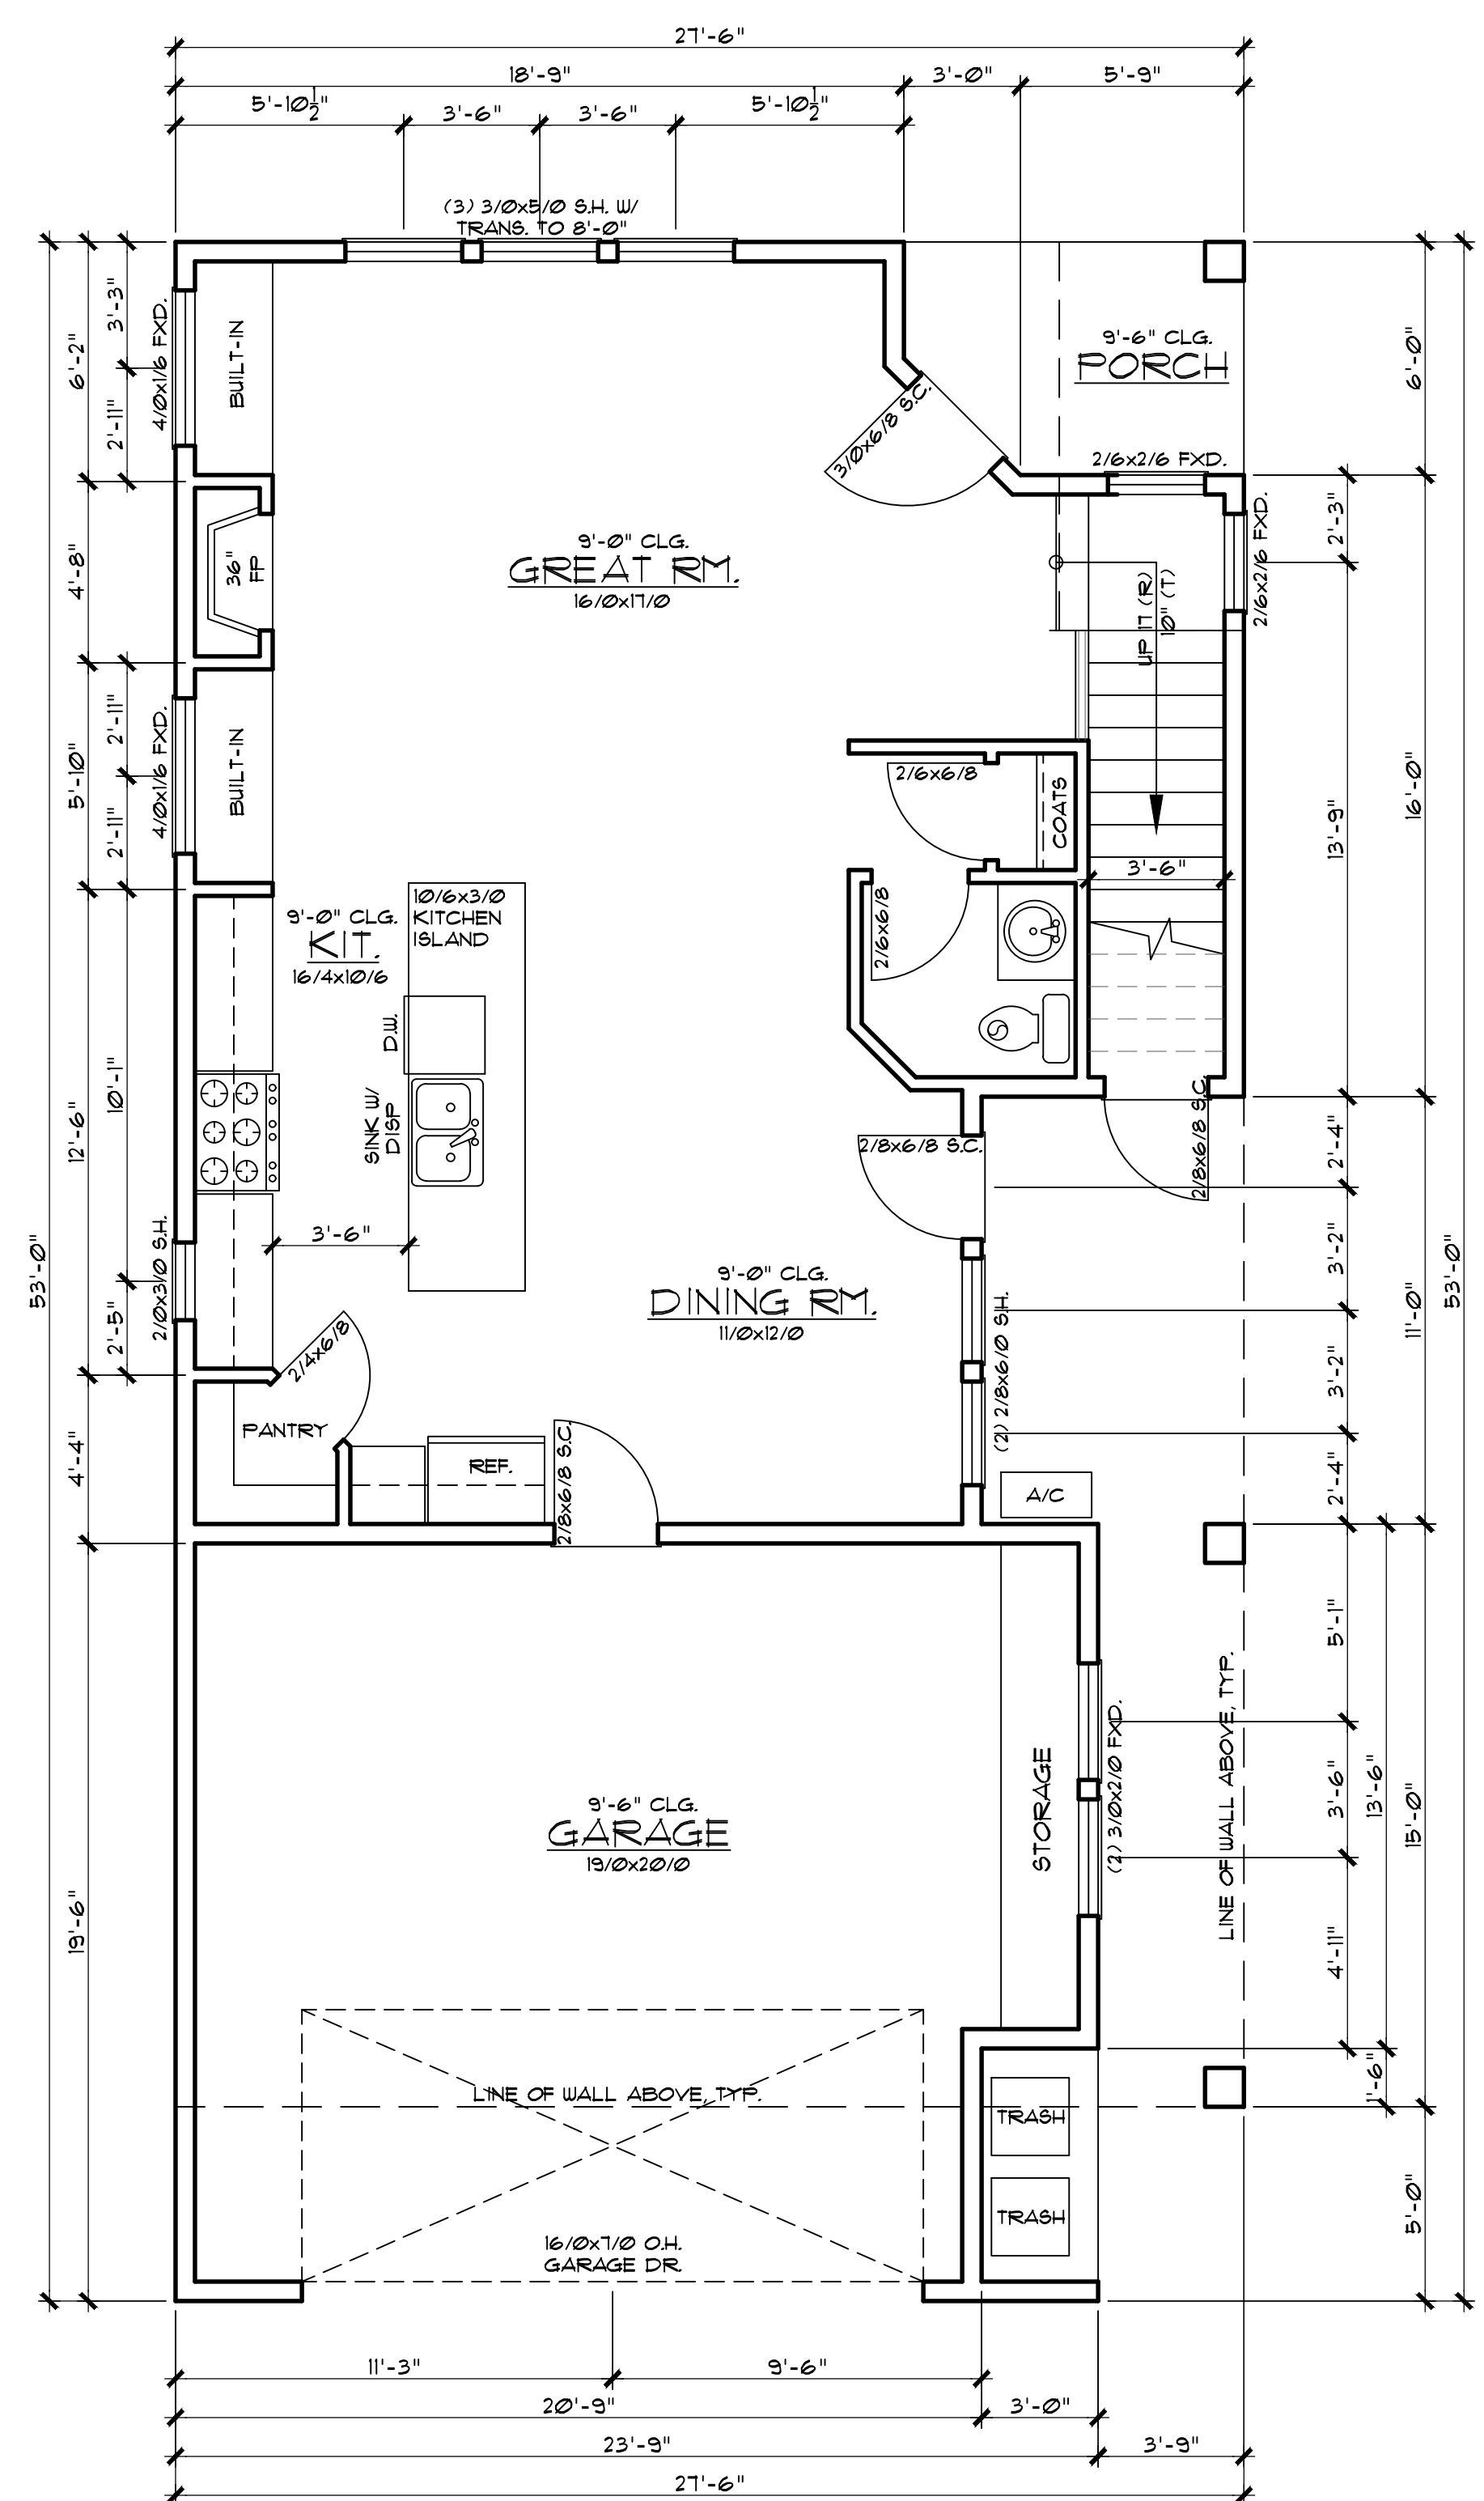 27'-6"
18'-9"
3'-0"
5'-9"
5'-10 1/2"
3'-6"
3'-6"
5'-10 1/2"
(3) 3/0x5/0 S.H. W/
TRANS. TO 8'-0"
53'-0"
6'-2"
4'-8"
5'-10"
12'-6"
4'-4"
19'-6"
3'-3"
2'-11"
2'-11"
2'-11"
10'-1"
2'-5"
4/0x1/6 FXD.
4/0x1/6 FXD.
2/0x3/0 S.H.
BUILT-IN
36"
FP
BUILT-IN
9'-0" CLG.
GREAT RM.
16/0x17/0
3/0x6/8 S.C.
9'-6" CLG.
PORCH
2/6x2/6 FXD.
2/6x2/6 FXD.
UP 17 (R)
10" (T)
2/6x6/8
COATS
3'-6"
2/6x6/8
9'-0" CLG.
KIT.
16/4x10/6
10/6x3/0
KITCHEN
ISLAND
D.W.
SINK W/
DISP
3'-6"
2/8x6/8 S.C.
2/8x6/8 S.C.
9'-0" CLG.
DINING RM.
11/0x12/0
(2) 2/8x6/0 S.H.
2/4x6/8
PANTRY
REF.
2/8x6/8 S.C.
A/C
9'-6" CLG.
GARAGE
19/0x20/0
STORAGE
(2) 3/0x2/0 FXD.
LINE OF WALL ABOVE, TYP.
LINE OF WALL ABOVE, TYP.
TRASH
TRASH
16/0x7/0 O.H.
GARAGE DR.
2'-3"
13'-9"
2'-4"
3'-2"
3'-2"
2'-4"
5'-1"
3'-6"
4'-11"
13'-6"
1'-6"
6'-0"
16'-0"
11'-0"
15'-0"
5'-0"
53'-0"
11'-3"
9'-6"
20'-9"
3'-0"
23'-9"
3'-9"
27'-6"